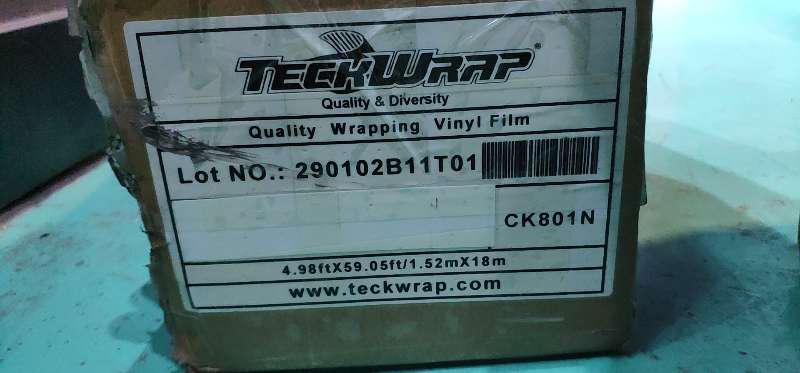 TECKWRAP®
Quality & Diversity
Quality Wrapping Vinyl Film
Lot NO.: 290102B11T01
CK801N
4.98ftX59.05ft/1.52mX18m
www.teckwrap.com